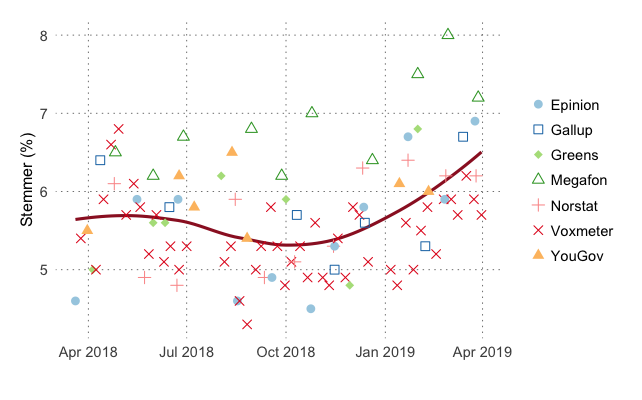 8
7
6
5
Stemmer (%)
Apr 2018
Jul 2018
Oct 2018
Jan 2019
Apr 2019
Epinion
Gallup
Greens
Megafon
Norstat
Voxmeter
YouGov